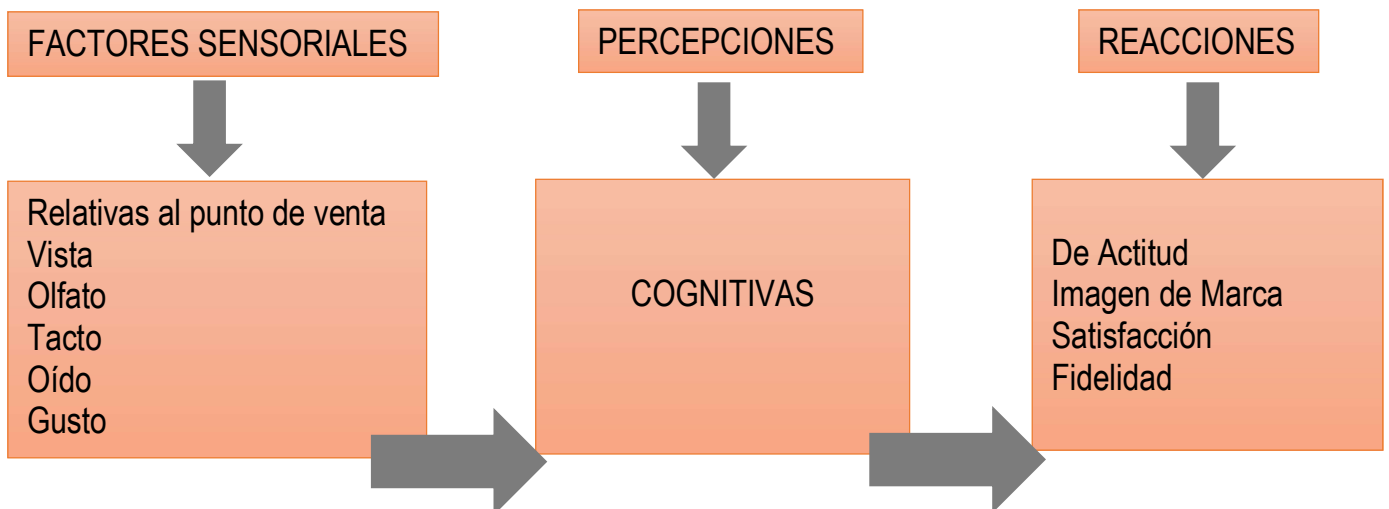 FACTORES SENSORIALES
PERCEPCIONES
REACCIONES
Relativas al punto de venta
Vista
Olfato
Tacto
Oído
Gusto
COGNITIVAS
De Actitud
Imagen de Marca
Satisfacción
Fidelidad